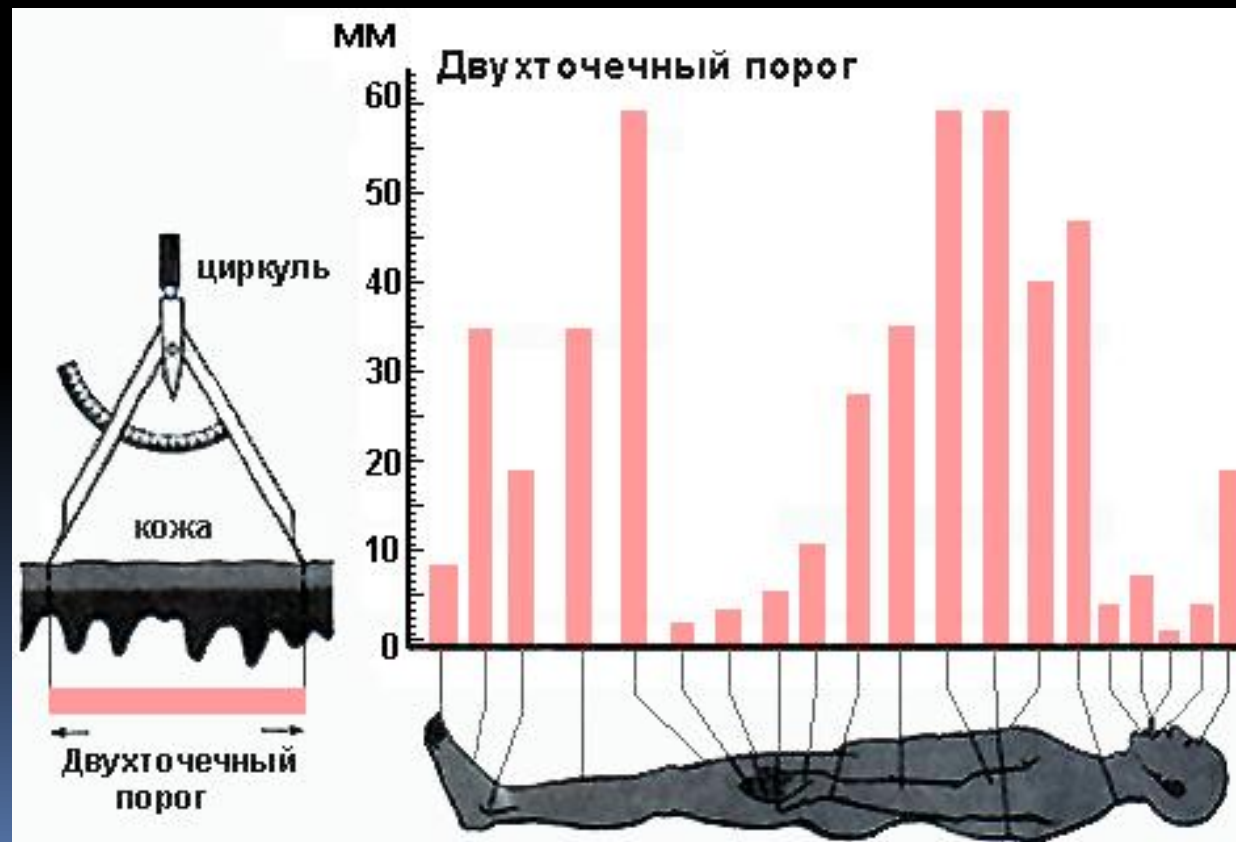 мм
Двухточечный порог
60
50
40
30
20
10
0
циркуль
кожа
Двухточечный
порог